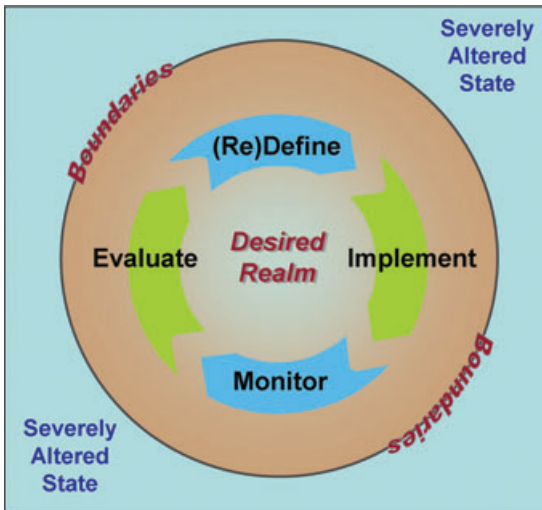 Severely
Altered
State
Boundaries
(Re)Define
Evaluate
Desired
Realm
Implement
Monitor
Boundaries
Severely
Altered
State